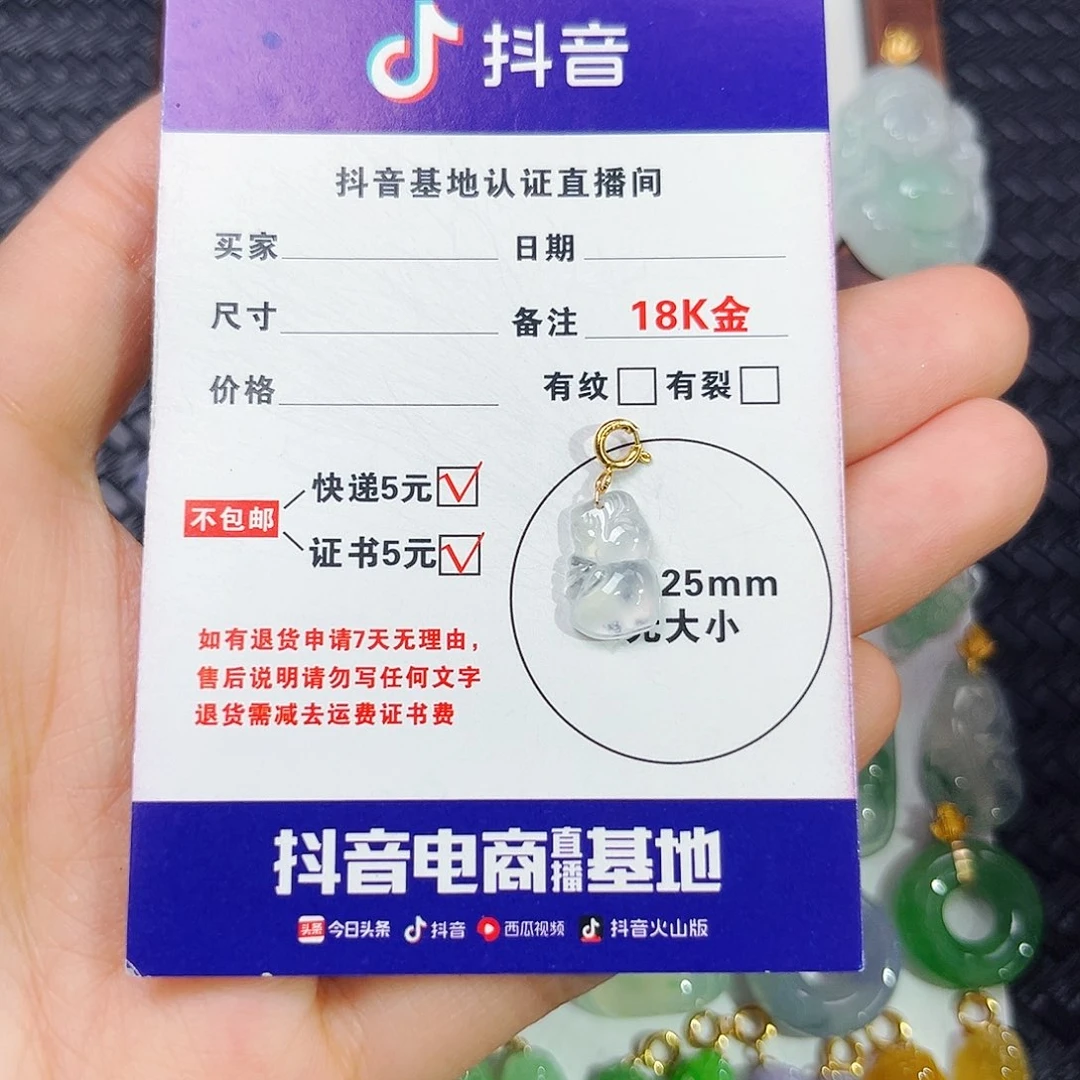 抖音
抖音基地认证直播间
买家 日期
尺寸 备注 18K金
价格 有纹 有裂
快递5元
不包邮
证书5元
25mm
大小
如有退货申请7天无理由，
售后说明请勿写任何文字
退货需减去运费证书费
抖音电商直播基地
头条 今日头条 抖音 西瓜视频 抖音火山版